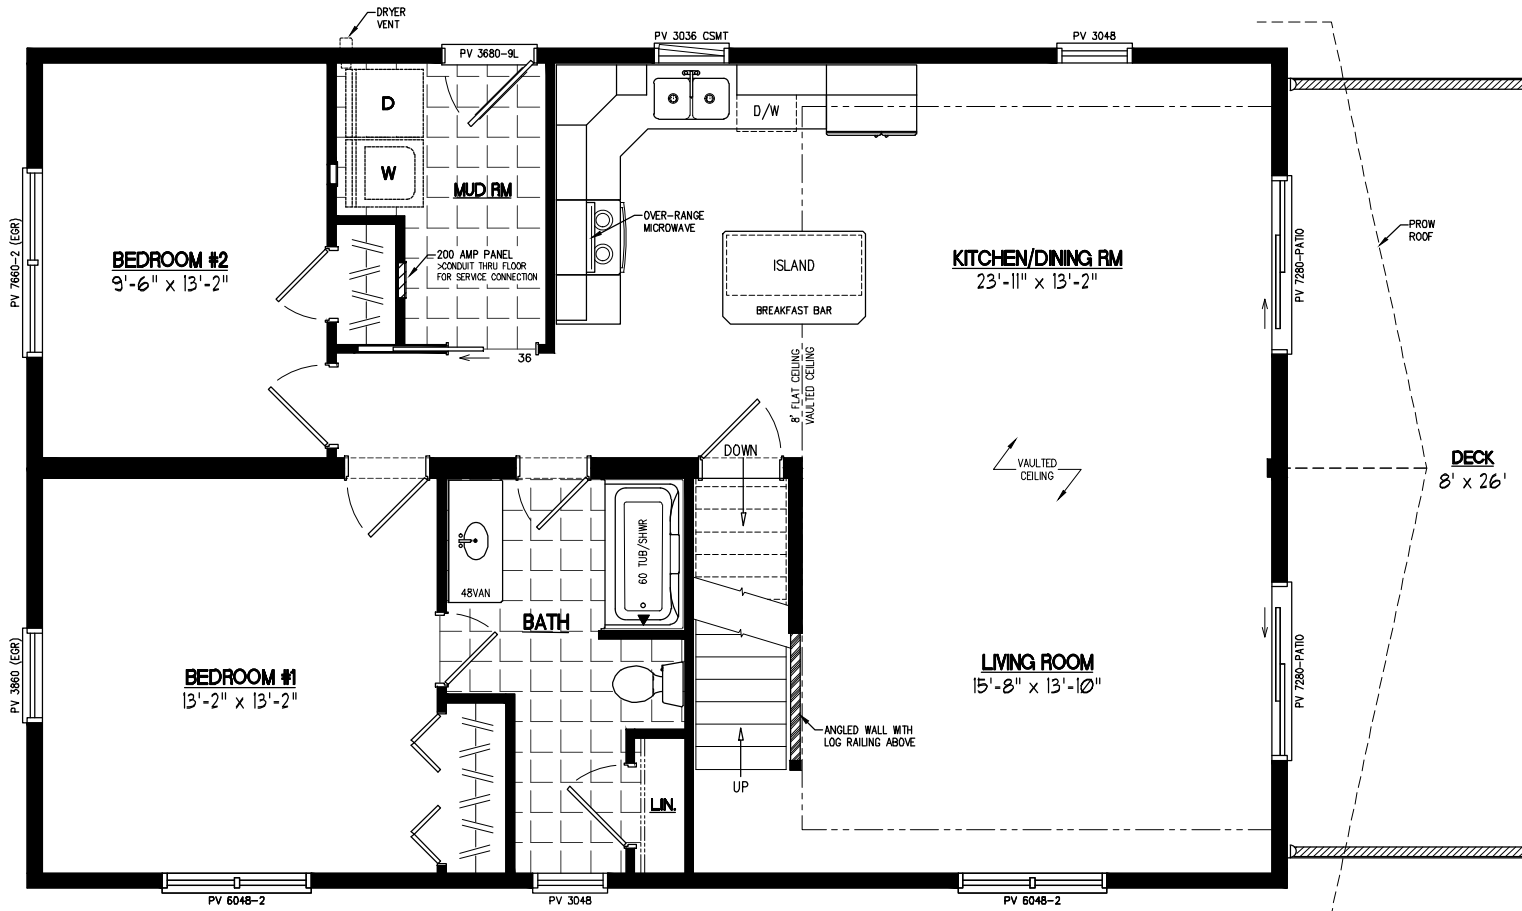 DRYER
VENT
PV 3680-9L
PV 3036 CSMT
PV 3048
D
W
D/W
MUD RM
OVER-RANGE
MICROWAVE
PROW
ROOF
PV 7660-2 (EGR)
BEDROOM #2
9'-6" x 13'-2"
200 AMP PANEL
>CONDUIT THRU FLOOR
FOR SERVICE CONNECTION
ISLAND
BREAKFAST BAR
KITCHEN/DINING RM
23'-11" x 13'-2"
PV 7280-PATIO
36
8' FLAT CEILING
VAULTED CEILING
DOWN
VAULTED
CEILING
DECK
8' x 26'
60 TUB/SHWR
48VAN
BATH
PV 3860 (EGR)
BEDROOM #1
13'-2" x 13'-2"
LIVING ROOM
15'-8" x 13'-10"
PV 7280-PATIO
ANGLED WALL WITH
LOG RAILING ABOVE
UP
LIN.
PV 6048-2
PV 3048
PV 6048-2